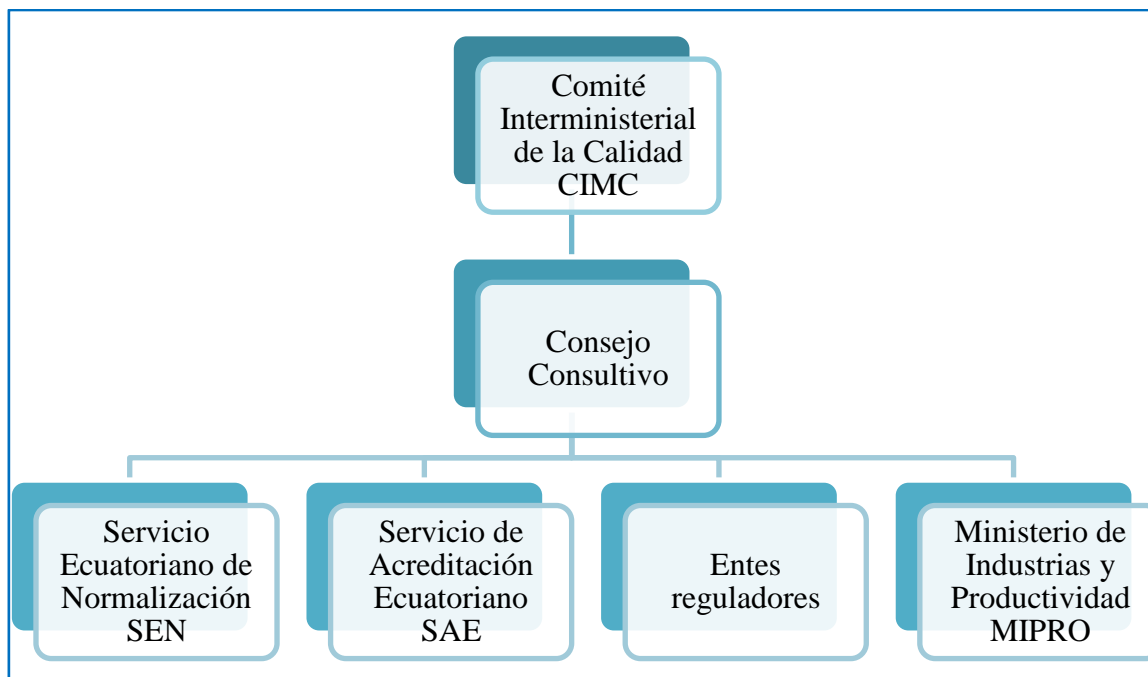 Comité
Interministerial
de la Calidad
CIMC
Consejo
Consultivo
Servicio
Ecuatoriano de
Normalización
SEN
Servicio de
Acreditación
Ecuatoriano
SAE
Entes
reguladores
Ministerio de
Industrias y
Productividad
MIPRO